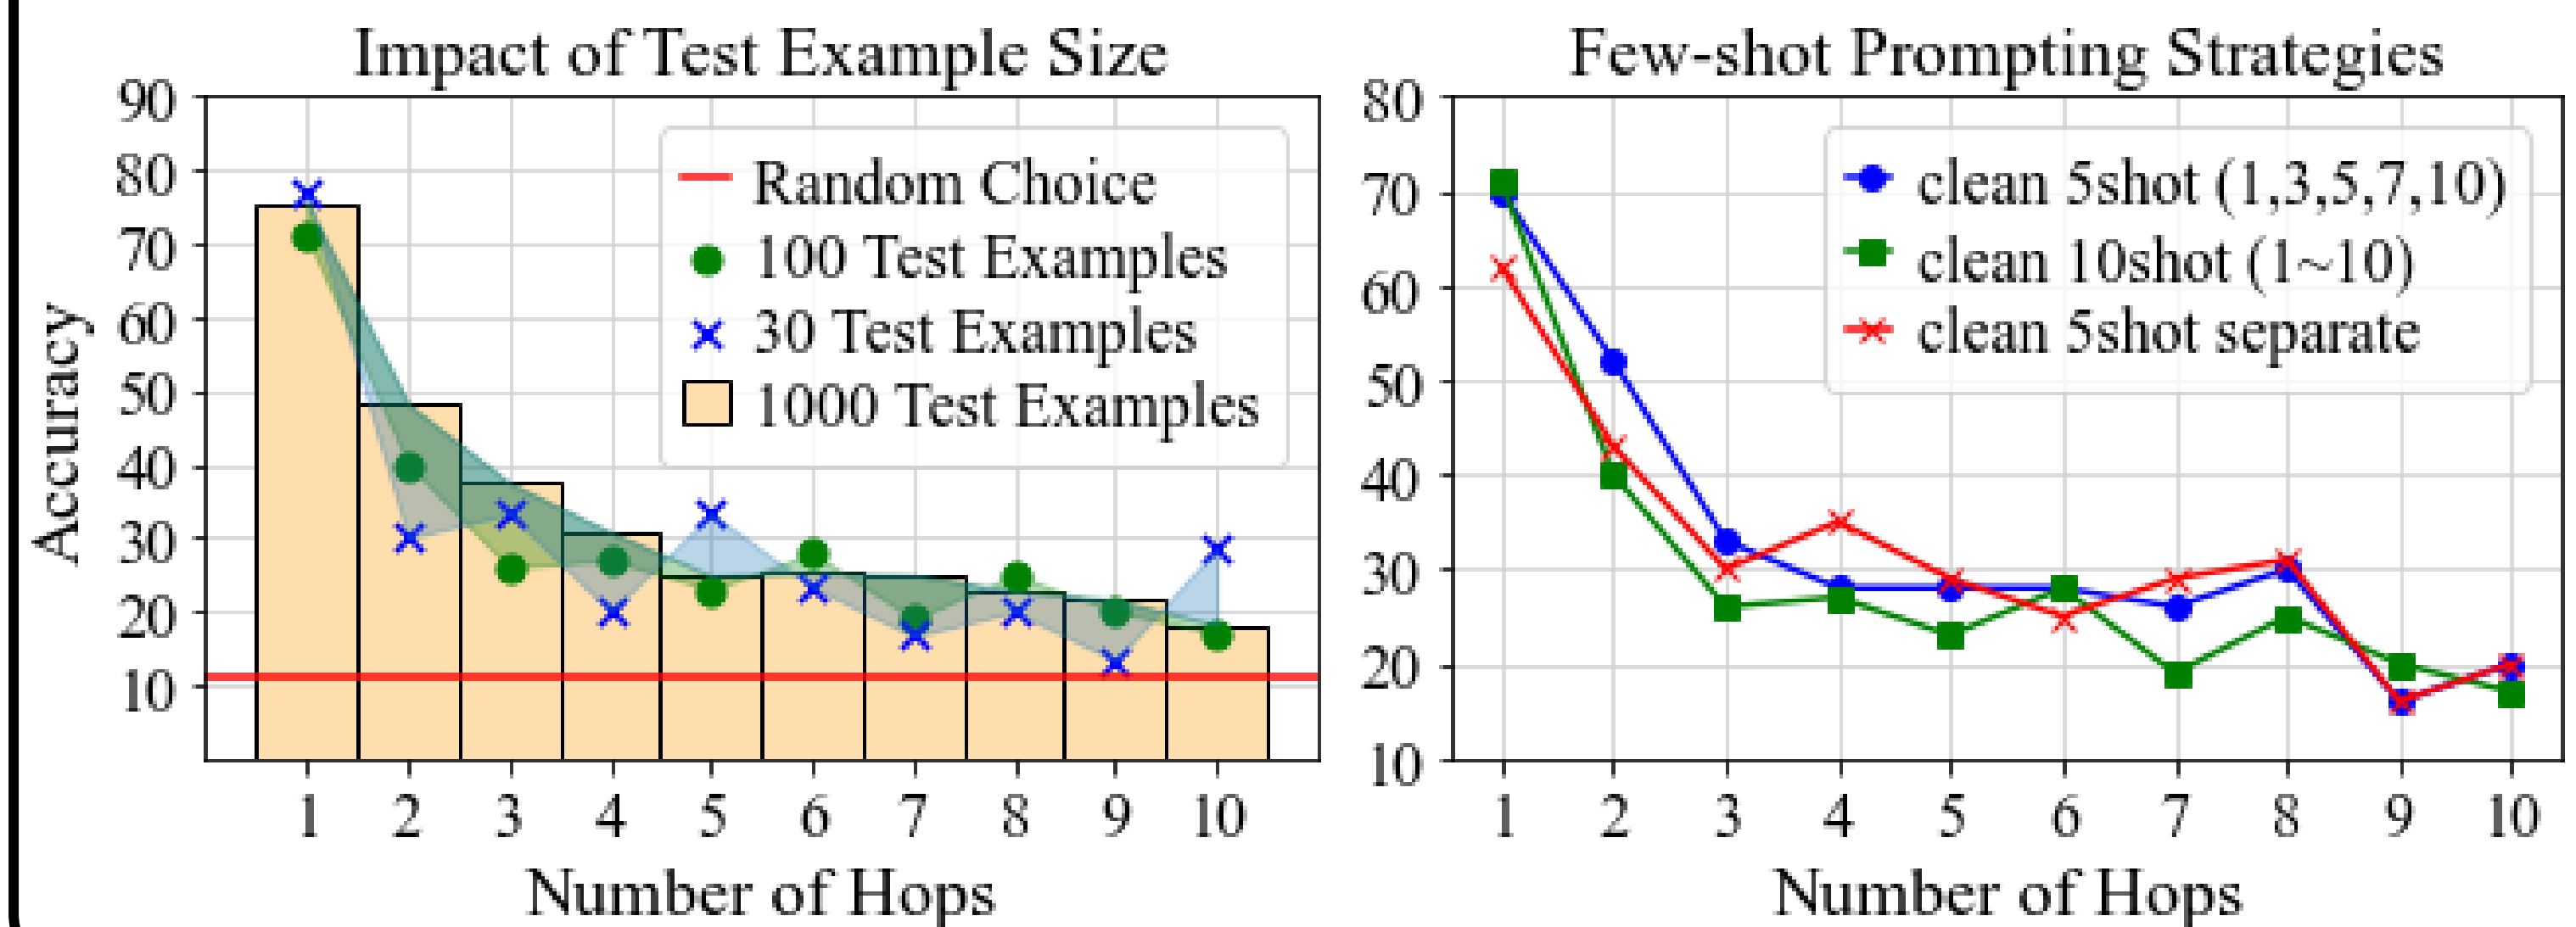 Impact of Test Example Size
90
80
70
60
50
40
30
20
10
Accuracy
Random Choice
100 Test Examples
30 Test Examples
1000 Test Examples
1 2 3 4 5 6 7 8 9 10
Number of Hops
Few-shot Prompting Strategies
80
70
60
50
40
30
20
10
clean 5shot (1,3,5,7,10)
clean 10shot (1~10)
clean 5shot separate
1 2 3 4 5 6 7 8 9 10
Number of Hops